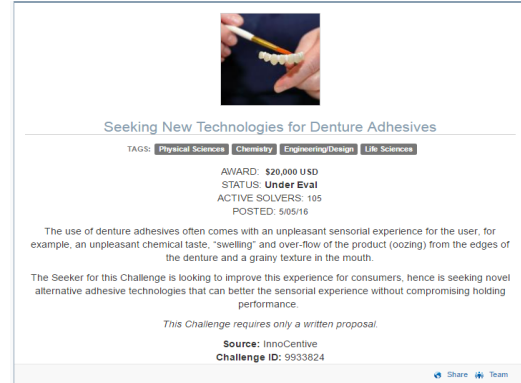 Seeking New Technologies for Denture Adhesives
TAGS: Physical Sciences Chemistry Engineering/Design Life Sciences
AWARD: $20,000 USD
STATUS: Under Eval
ACTIVE SOLVERS: 105
POSTED: 5/05/16
The use of denture adhesives often comes with an unpleasant sensorial experience for the user, for
example, an unpleasant chemical taste, “swelling” and over-flow of the product (oozing) from the edges of
the denture and a grainy texture in the mouth.
The Seeker for this Challenge is looking to improve this experience for consumers, hence is seeking novel
alternative adhesive technologies that can better the sensorial experience without compromising holding
performance.
This Challenge requires only a written proposal.
Source: InnoCentive
Challenge ID: 9933824
Share Team